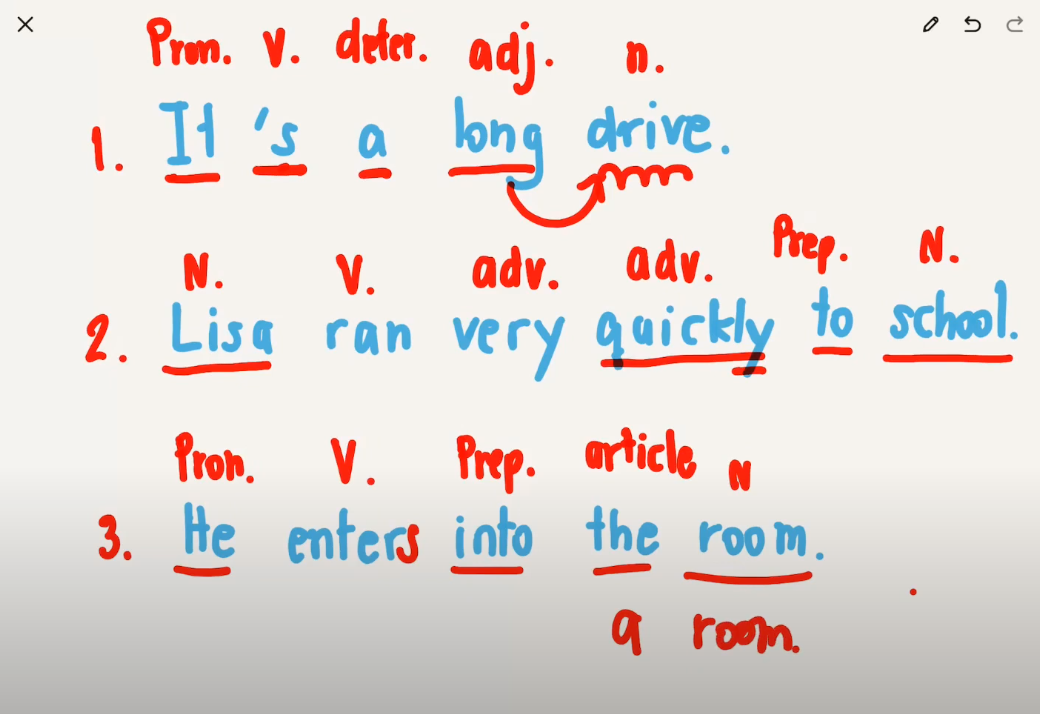 Pron. V. deter. adj. n.
1. It 's a long drive.
N. V. adv. adv. Prep. N.
2. Lisa ran very quickly to school.
Pron. V. Prep. article N
3. He enters into the room.
a room.